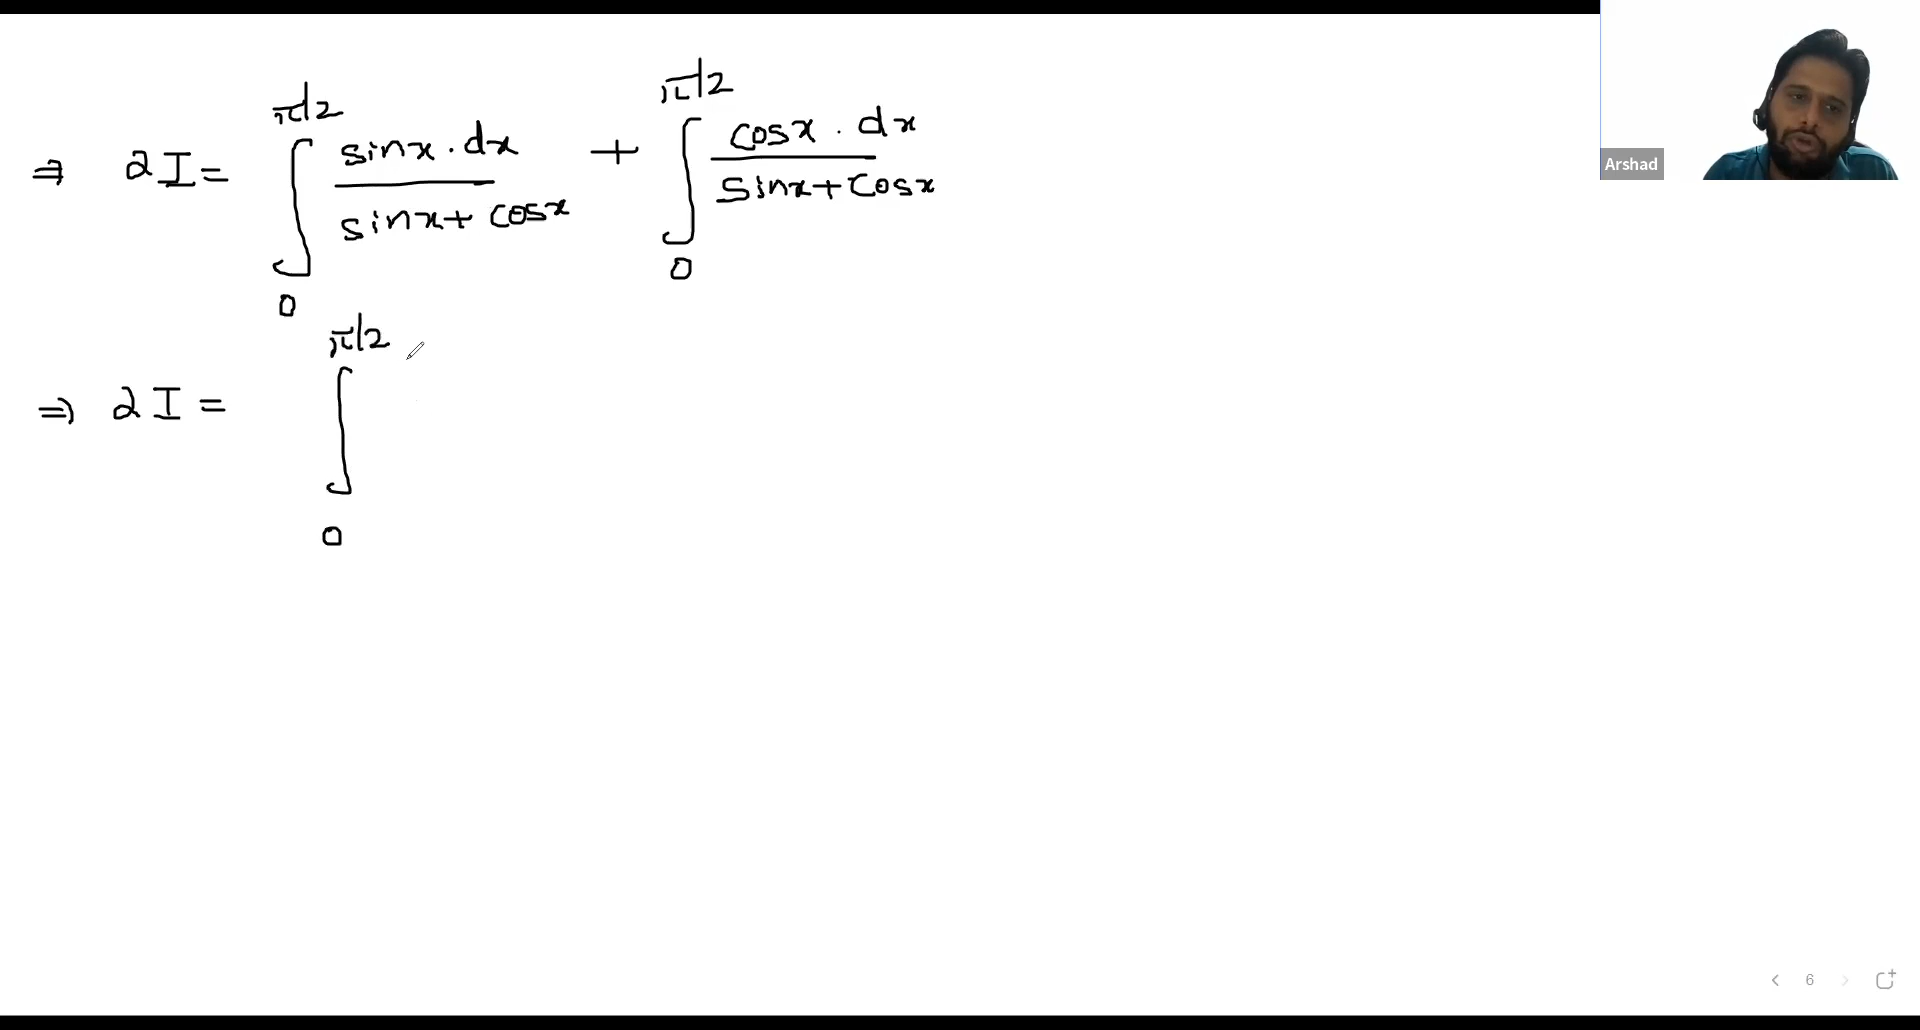 ⇒ 2I = ∫₀^(π/2) sinx · dx / (sinx + cosx) + ∫₀^(π/2) cosx · dx / (sinx + cosx)
⇒ 2I = ∫₀^(π/2)
Arshad
6